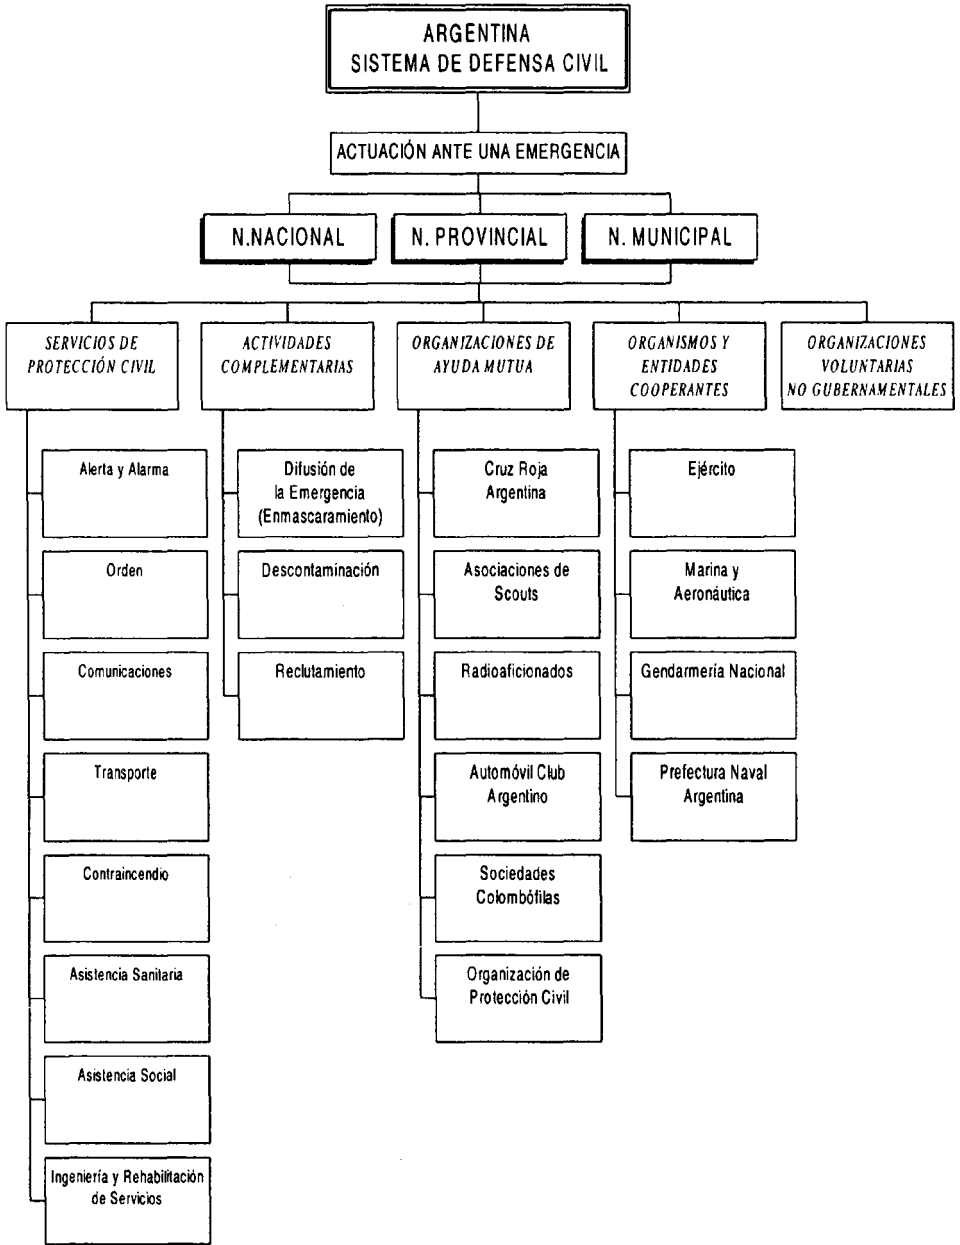 ARGENTINA
SISTEMA DE DEFENSA CIVIL
ACTUACIÓN ANTE UNA EMERGENCIA
N.NACIONAL
N. PROVINCIAL
N. MUNICIPAL
SERVICIOS DE
PROTECCIÓN CIVIL
ACTIVIDADES
COMPLEMENTARIAS
ORGANIZACIONES DE
AYUDA MUTUA
ORGANISMOS Y
ENTIDADES
COOPERANTES
ORGANIZACIONES
VOLUNTARIAS
NO GUBERNAMENTALES
Alerta y Alarma
Orden
Comunicaciones
Transporte
Contraincendio
Asistencia Sanitaria
Asistencia Social
Ingeniería y Rehabilitación
de Servicios
Difusión de
la Emergencia
(Enmascaramiento)
Descontaminación
Reclutamiento
Cruz Roja
Argentina
Asociaciones de
Scouts
Radioaficionados
Automóvil Club
Argentino
Sociedades
Colombófilas
Organización de
Protección Civil
Ejército
Marina y
Aeronáutica
Gendarmería Nacional
Prefectura Naval
Argentina